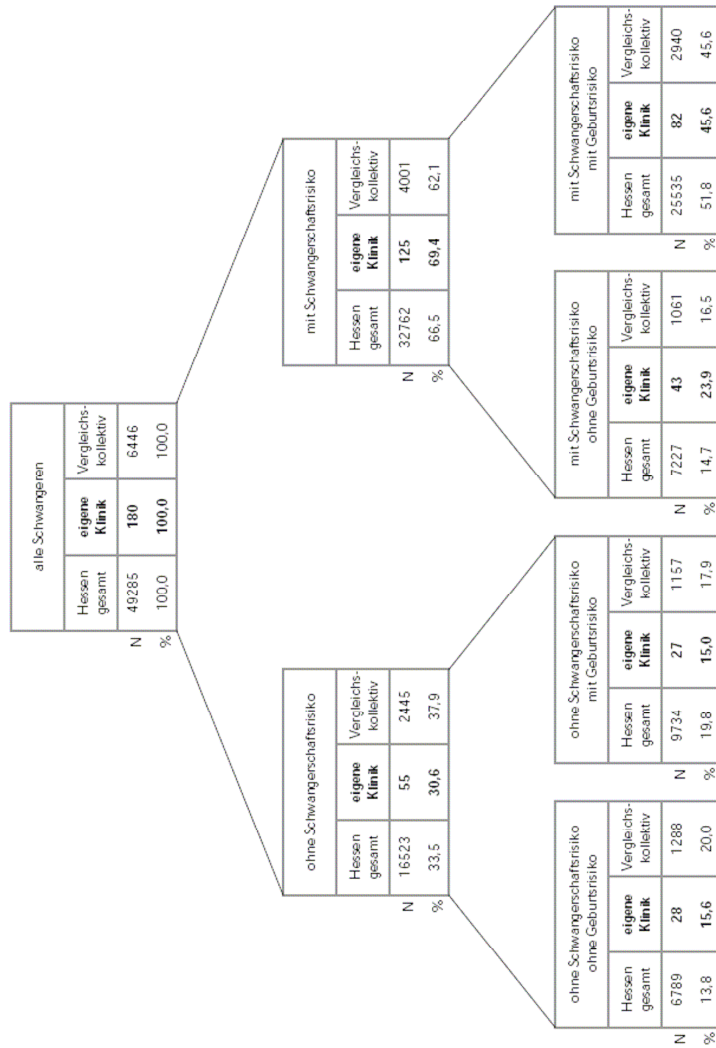 alle Schwangeren
Hessen gesamt eigene Klinik Vergleichs-kollektiv
N 49285 180 6446
% 100,0 100,0 100,0
ohne Schwangerschaftsrisiko
Hessen gesamt eigene Klinik Vergleichs-kollektiv
N 16523 55 2445
% 33,5 30,6 37,9
mit Schwangerschaftsrisiko
Hessen gesamt eigene Klinik Vergleichs-kollektiv
N 32762 125 4001
% 66,5 69,4 62,1
ohne Schwangerschaftsrisiko
ohne Geburtsrisiko
Hessen gesamt eigene Klinik Vergleichs-kollektiv
N 6789 28 1288
% 13,8 15,6 20,0
ohne Schwangerschaftsrisiko
mit Geburtsrisiko
Hessen gesamt eigene Klinik Vergleichs-kollektiv
N 9734 27 1157
% 19,8 15,0 17,9
mit Schwangerschaftsrisiko
ohne Geburtsrisiko
Hessen gesamt eigene Klinik Vergleichs-kollektiv
N 7227 43 1061
% 14,7 23,9 16,5
mit Schwangerschaftsrisiko
mit Geburtsrisiko
Hessen gesamt eigene Klinik Vergleichs-kollektiv
N 25535 82 2940
% 51,8 45,6 45,6